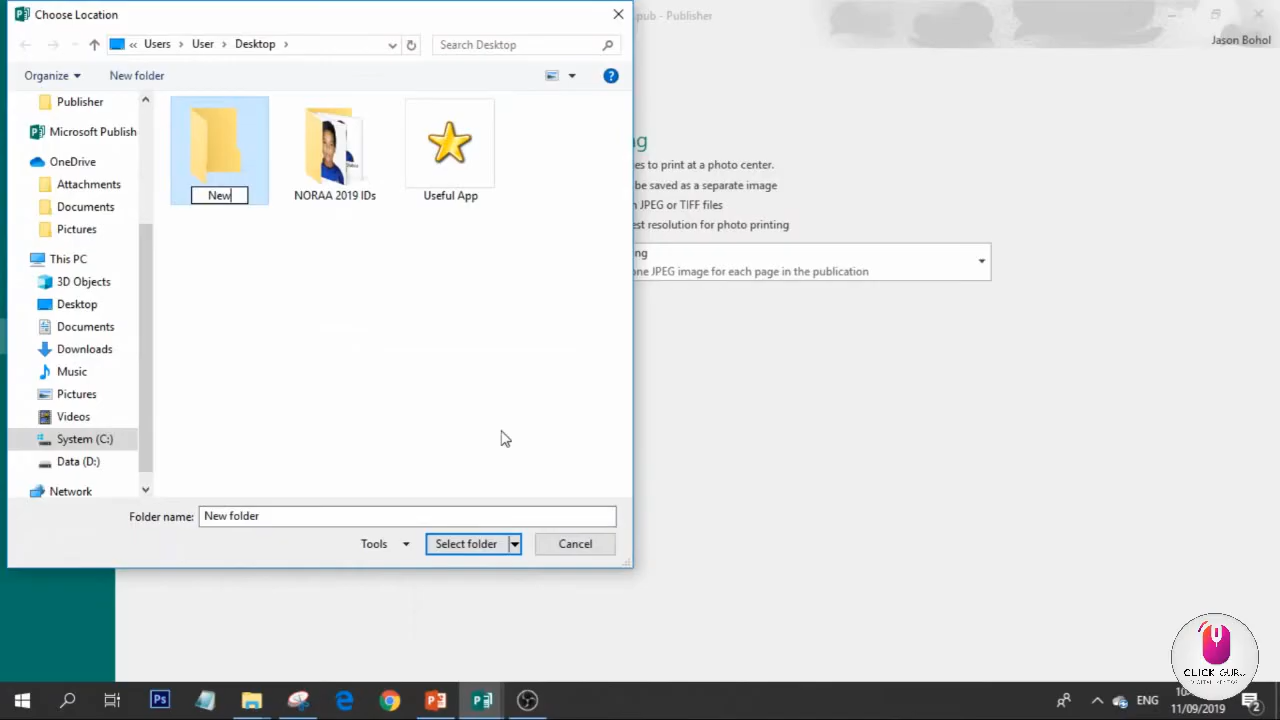 Choose Location
.pub - Publisher
Jason Bohol
« Users › User › Desktop ›
Search Desktop
Organize
New folder
Publisher
Microsoft Publish
OneDrive
Attachments
Documents
Pictures
This PC
3D Objects
Desktop
Documents
Downloads
Music
Pictures
Videos
System (C:)
Data (D:)
Network
New
NORAA 2019 IDs
Useful App
es to print at a photo center.
be saved as a separate image
JPEG or TIFF files
est resolution for photo printing
ng
one JPEG image for each page in the publication
Folder name: New folder
Tools
Select folder
Cancel
CLICK GURU
Ps
ENG
11/09/2019
2